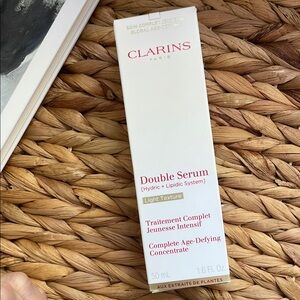 CLARINS
PARIS
Double Serum
[Hydric + Lipidic System]
Light Texture
Traitement Complet
Jeunesse Intensif
Complete Age-Defying
Concentrate
50 mL 1.6 FL. Oz.
AUX EXTRAITS DE PLANTES